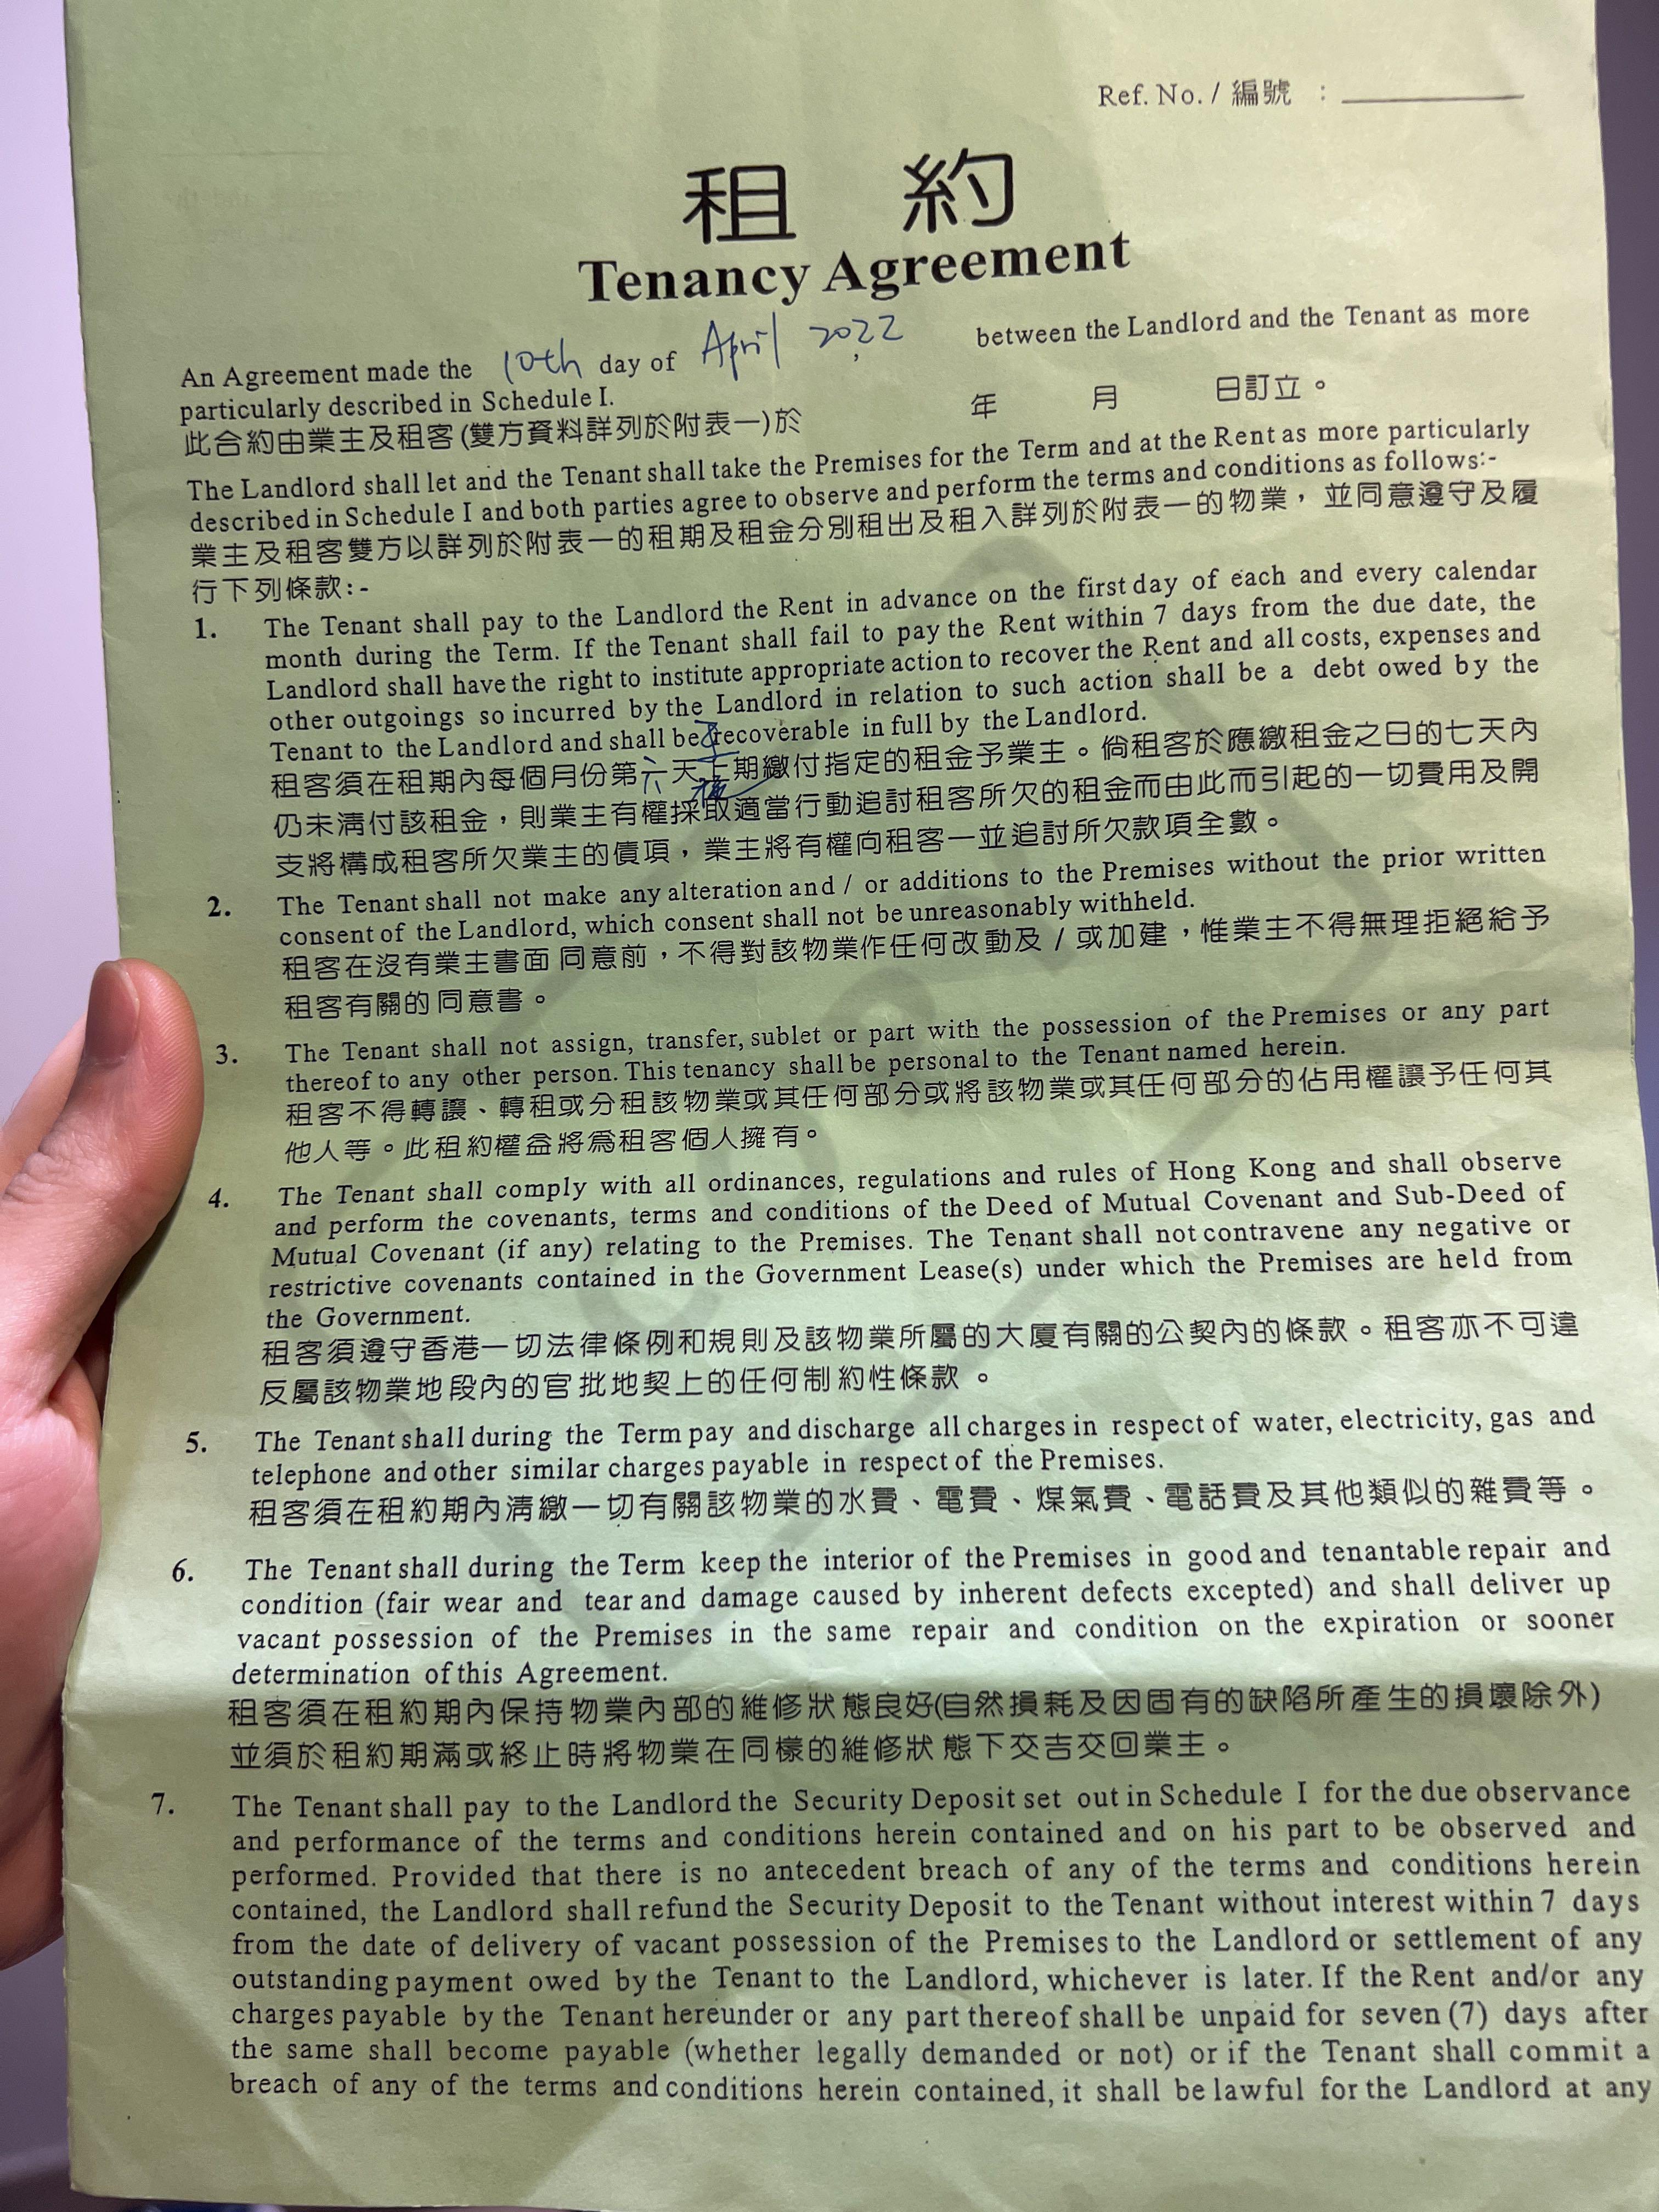 Ref. No. / 編號 ：
租約
Tenancy Agreement
An Agreement made the 10th day of April 2022 between the Landlord and the Tenant as more
particularly described in Schedule I.
此合約由業主及租客(雙方資料詳列於附表一)於 年 月 日訂立。
The Landlord shall let and the Tenant shall take the Premises for the Term and at the Rent as more particularly
described in Schedule I and both parties agree to observe and perform the terms and conditions as follows:-
業主及租客雙方以詳列於附表一的租期及租金分別租出及租入詳列於附表一的物業，並同意遵守及履
行下列條款:-
1. The Tenant shall pay to the Landlord the Rent in advance on the first day of each and every calendar
month during the Term. If the Tenant shall fail to pay the Rent within 7 days from the due date, the
Landlord shall have the right to institute appropriate action to recover the Rent and all costs, expenses and
other outgoings so incurred by the Landlord in relation to such action shall be a debt owed by the
Tenant to the Landlord and shall be recoverable in full by the Landlord.
租客須在租期內每個月份第六天上期繳付指定的租金予業主。倘租客於應繳租金之日的七天內
仍未清付該租金，則業主有權採取適當行動追討租客所欠的租金而由此而引起的一切費用及開
支將構成租客所欠業主的債項，業主將有權向租客一並追討所欠款項全數。
2. The Tenant shall not make any alteration and / or additions to the Premises without the prior written
consent of the Landlord, which consent shall not be unreasonably withheld.
租客在沒有業主書面同意前，不得對該物業作任何改動及 / 或加建，惟業主不得無理拒絕給予
租客有關的同意書。
3. The Tenant shall not assign, transfer, sublet or part with the possession of the Premises or any part
thereof to any other person. This tenancy shall be personal to the Tenant named herein.
租客不得轉讓、轉租或分租該物業或其任何部分或將該物業或其任何部分的佔用權讓予任何其
他人等。此租約權益將為租客個人擁有。
4. The Tenant shall comply with all ordinances, regulations and rules of Hong Kong and shall observe
and perform the covenants, terms and conditions of the Deed of Mutual Covenant and Sub-Deed of
Mutual Covenant (if any) relating to the Premises. The Tenant shall not contravene any negative or
restrictive covenants contained in the Government Lease(s) under which the Premises are held from
the Government.
租客須遵守香港一切法律條例和規則及該物業所屬的大廈有關的公契內的條款。租客亦不可違
反屬該物業地段內的官批地契上的任何制約性條款。
5. The Tenant shall during the Term pay and discharge all charges in respect of water, electricity, gas and
telephone and other similar charges payable in respect of the Premises.
租客須在租約期內清繳一切有關該物業的水費、電費、煤氣費、電話費及其他類似的雜費等。
6. The Tenant shall during the Term keep the interior of the Premises in good and tenantable repair and
condition (fair wear and tear and damage caused by inherent defects excepted) and shall deliver up
vacant possession of the Premises in the same repair and condition on the expiration or sooner
determination of this Agreement.
租客須在租約期內保持物業內部的維修狀態良好(自然損耗及因固有的缺陷所產生的損壞除外)
並須於租約期滿或終止時將物業在同樣的維修狀態下交吉交回業主。
7. The Tenant shall pay to the Landlord the Security Deposit set out in Schedule I for the due observance
and performance of the terms and conditions herein contained and on his part to be observed and
performed. Provided that there is no antecedent breach of any of the terms and conditions herein
contained, the Landlord shall refund the Security Deposit to the Tenant without interest within 7 days
from the date of delivery of vacant possession of the Premises to the Landlord or settlement of any
outstanding payment owed by the Tenant to the Landlord, whichever is later. If the Rent and/or any
charges payable by the Tenant hereunder or any part thereof shall be unpaid for seven (7) days after
the same shall become payable (whether legally demanded or not) or if the Tenant shall commit a
breach of any of the terms and conditions herein contained, it shall be lawful for the Landlord at any